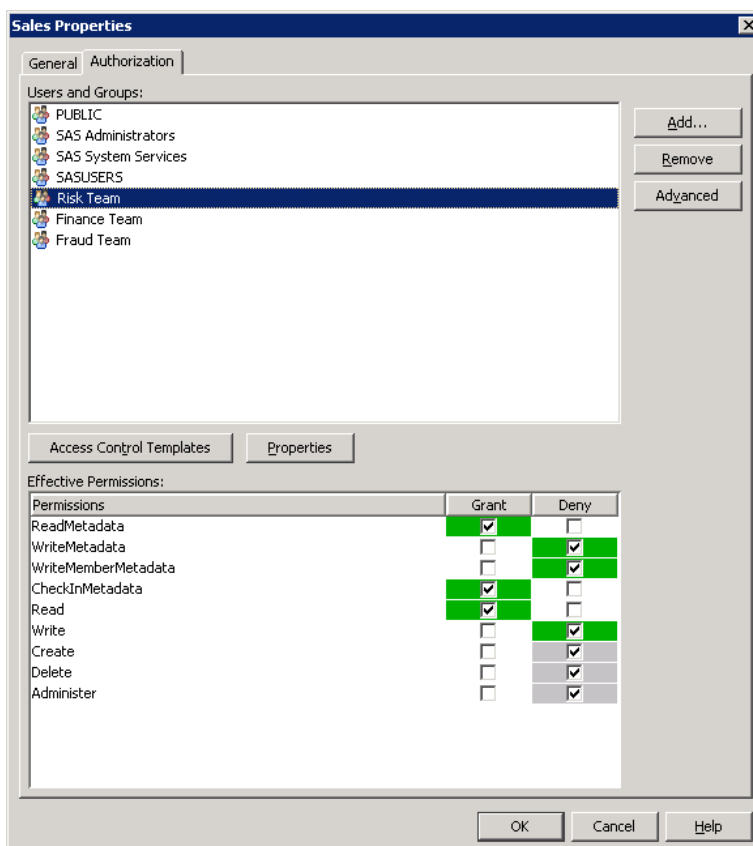 Sales Properties
General Authorization
Users and Groups:
PUBLIC
SAS Administrators
SAS System Services
SASUSERS
Risk Team
Finance Team
Fraud Team
Add...
Remove
Advanced
Access Control Templates Properties
Effective Permissions:
Permissions Grant Deny
ReadMetadata
WriteMetadata
WriteMemberMetadata
CheckInMetadata
Read
Write
Create
Delete
Administer
OK Cancel Help